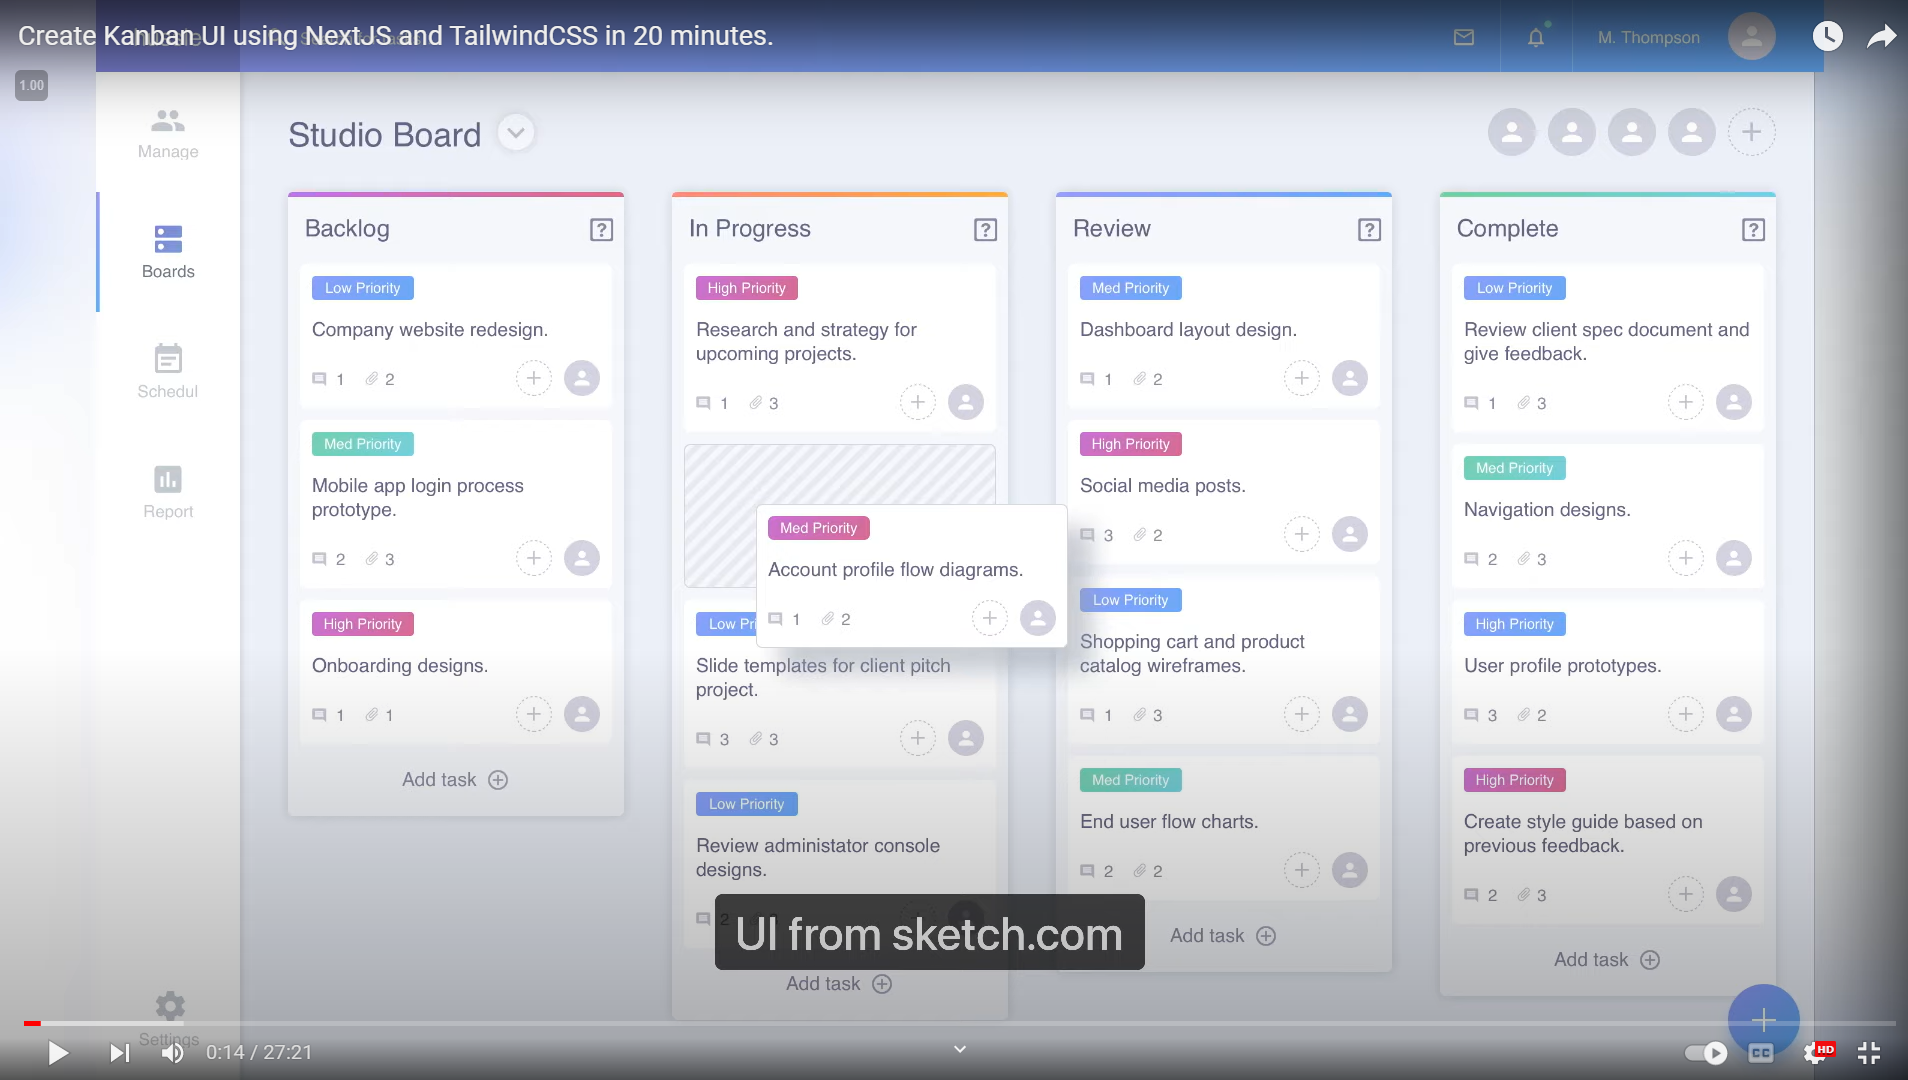 Create Kanban UI using NextJS and TailwindCSS in 20 minutes.
M. Thompson
1.00
Manage
Boards
Schedul
Report
Settings
Studio Board
Backlog
Low Priority
Company website redesign.
1 2
Med Priority
Mobile app login process
prototype.
2 3
High Priority
Onboarding designs.
1 1
Add task
In Progress
High Priority
Research and strategy for
upcoming projects.
1 3
Med Priority
Account profile flow diagrams.
1 2
Low Pri
Slide templates for client pitch
project.
3 3
Low Priority
Review administator console
designs.
2
Add task
Review
Med Priority
Dashboard layout design.
1 2
High Priority
Social media posts.
3 2
Low Priority
Shopping cart and product
catalog wireframes.
1 3
Med Priority
End user flow charts.
2 2
Add task
Complete
Low Priority
Review client spec document and
give feedback.
1 3
Med Priority
Navigation designs.
2 3
High Priority
User profile prototypes.
3 2
High Priority
Create style guide based on
previous feedback.
2 3
Add task
UI from sketch.com
0:14 / 27:21
CC
HD